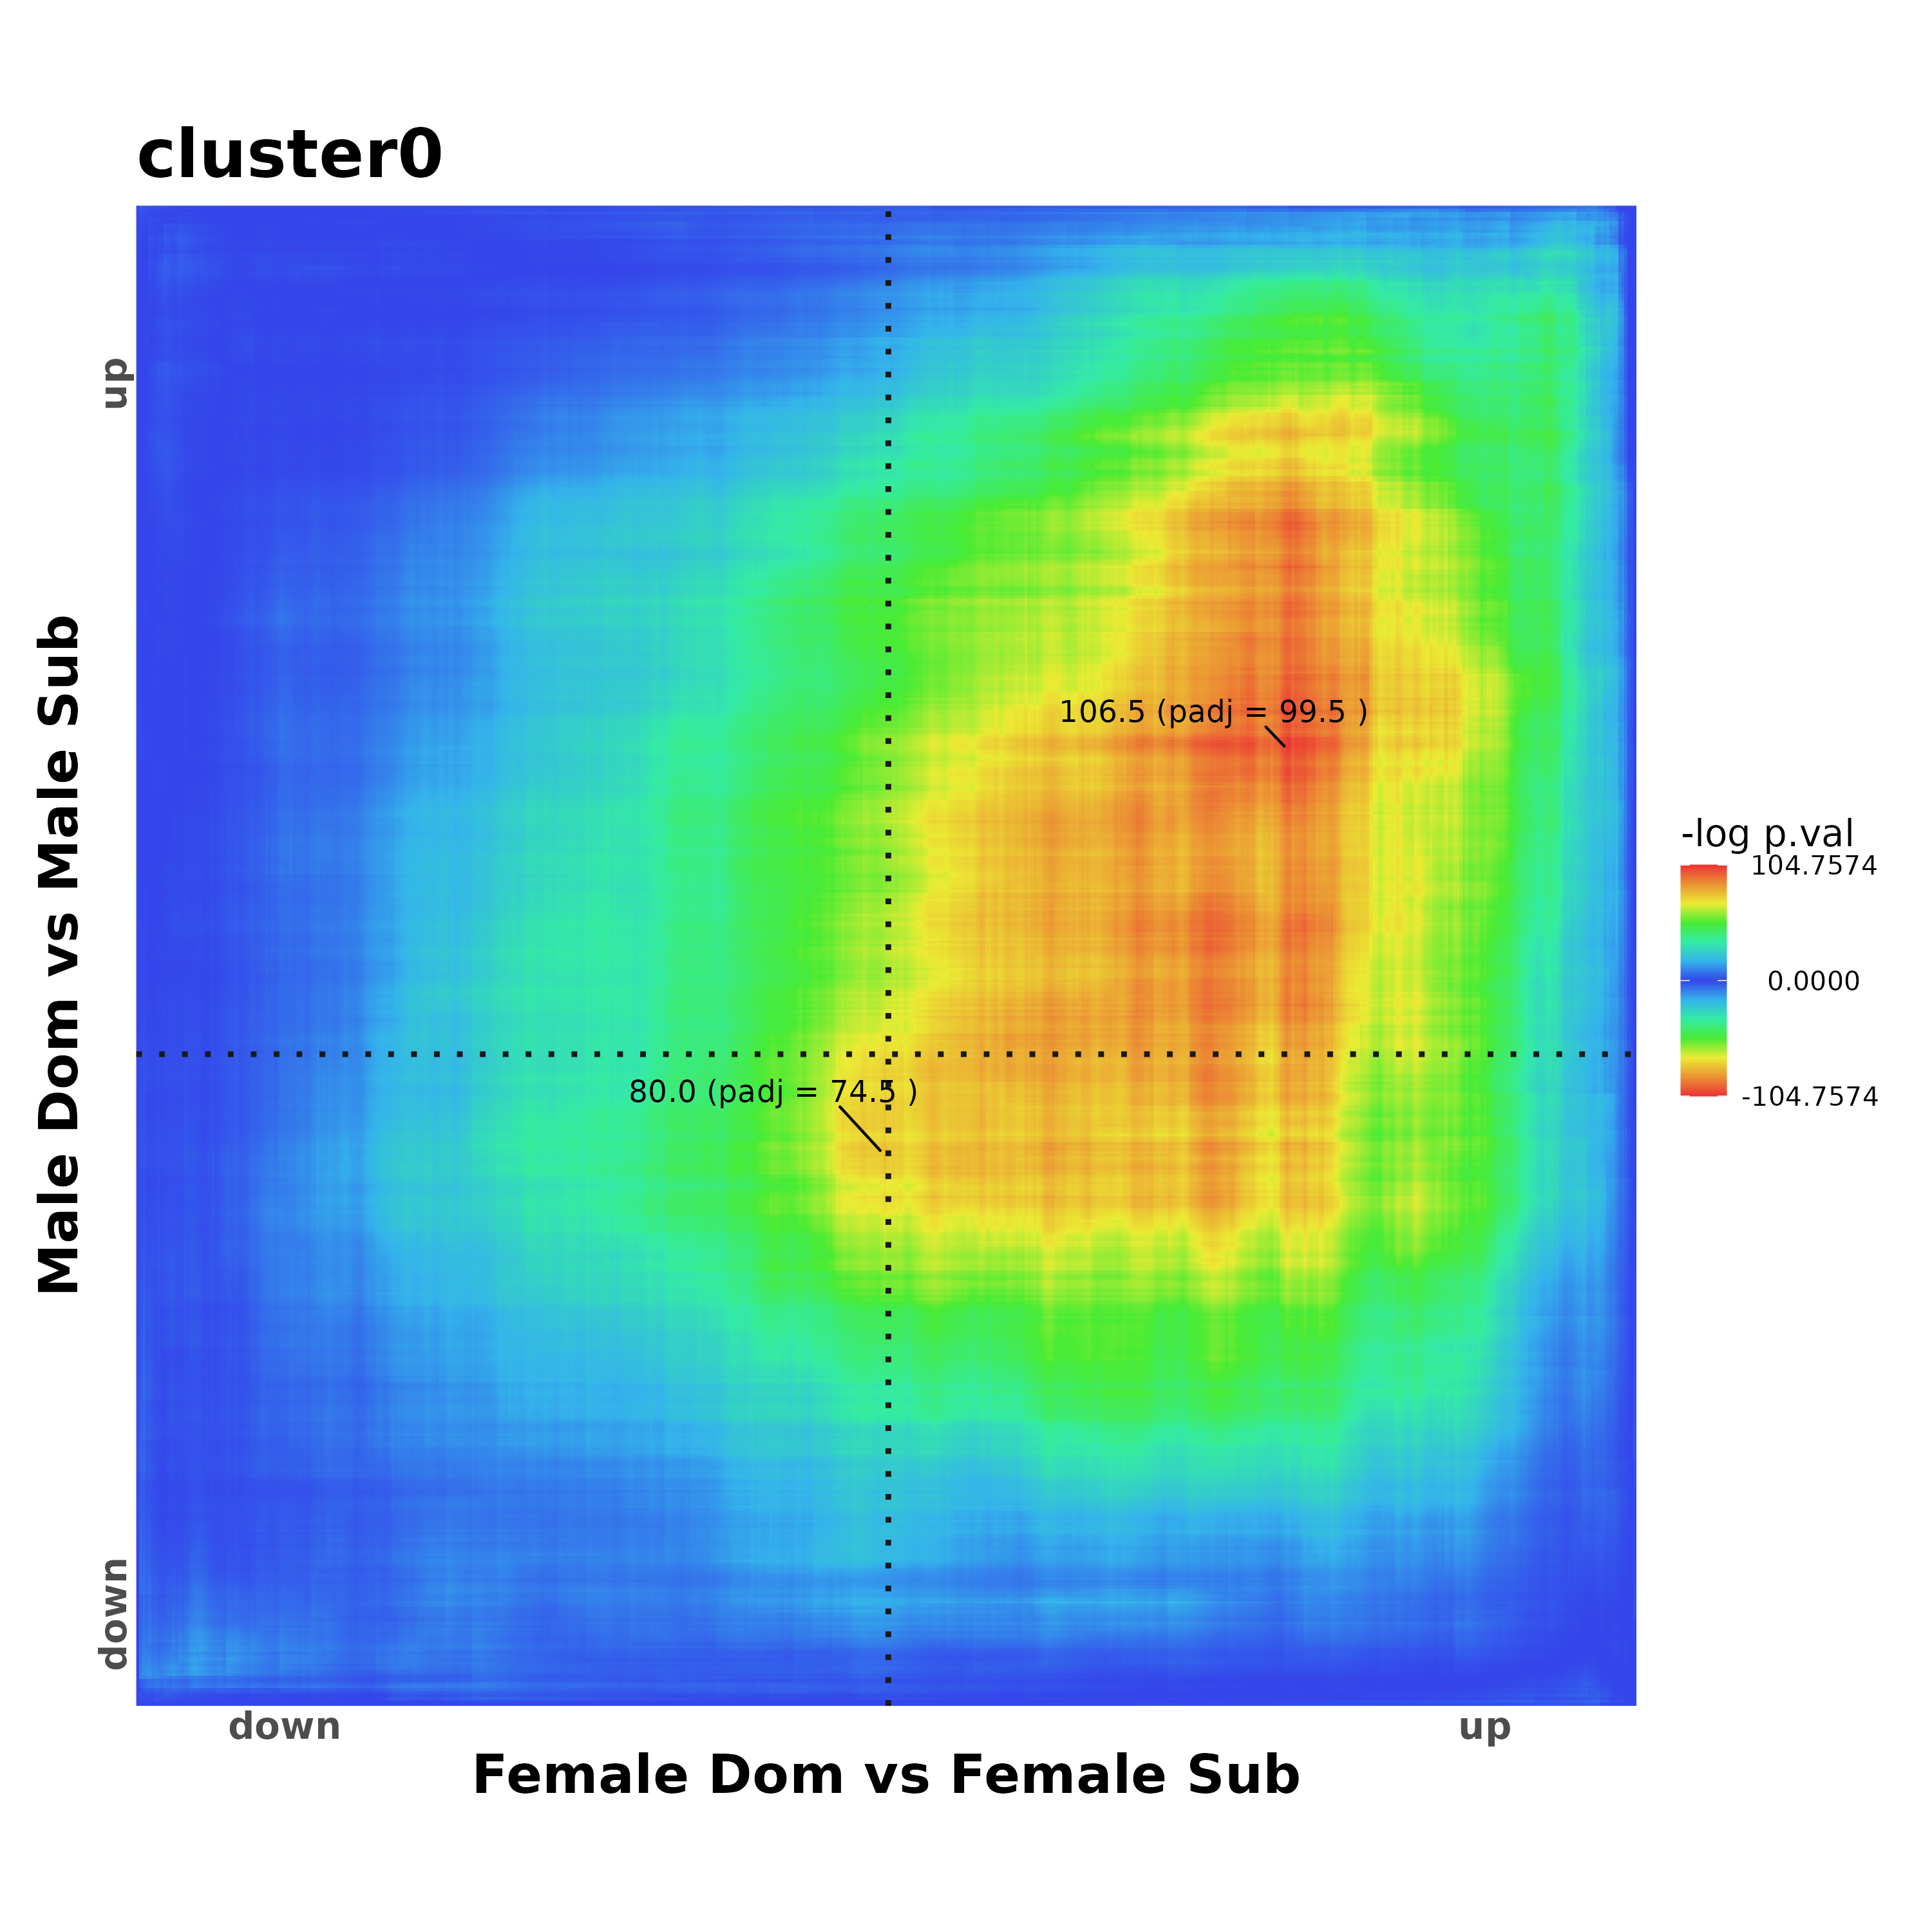 cluster0
up
Male Dom vs Male Sub
106.5 (padj = 99.5 )
-log p.val
104.7574
0.0000
-104.7574
80.0 (padj = 74.5 )
down
down
up
Female Dom vs Female Sub